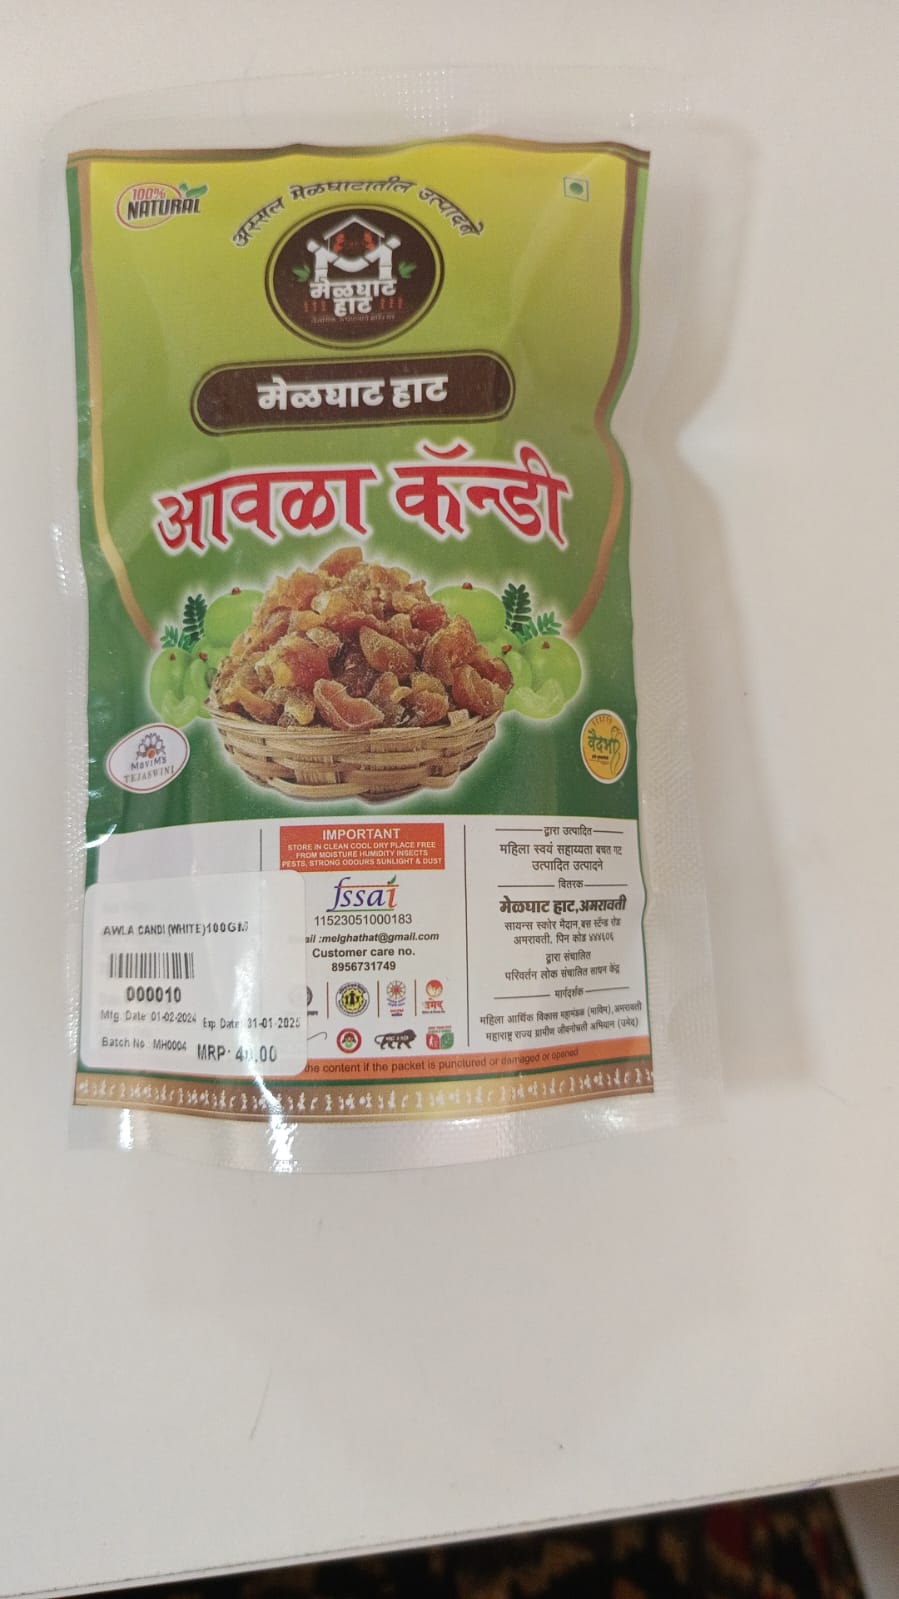 100%
NATURAL
अस्सल मेळघाटातील उत्पादने
मेळघाट
हाट
मेळघाट हाट
आवळा कॅन्डी
MAVIM's
TEJASWINI
वैदर्भी
IMPORTANT
STORE IN CLEAN COOL DRY PLACE FREE
FROM MOISTURE HUMIDITY INSECTS
PESTS, STRONG ODOURS SUNLIGHT & DUST
fssai
11523051000183
ail :melghathat@gmail.com
Customer care no.
8956731749
उमेद
AWLA CANDI (WHITE)100GM
000010
Mfg. Date 01-02-2024 Exp Date 31-01-2025
Batch No MH0004 MRP
द्वारा उत्पादित
महिला स्वयं सहाय्यता बचत गट
उत्पादित उत्पादने
वितरक
मेळघाट हाट,अमरावती
सायन्स स्कोर मैदान,बस स्टॅन्ड रोड
अमरावती. पिन कोड ४४४६०६
द्वारा संचालित
परिवर्तन लोक संचालित साधन केंद्र
मार्गदर्शक
महिला आर्थिक विकास महामंडळ (माविम),अमरावती
महाराष्ट्र राज्य ग्रामीण जीवनोन्नती अभियान (उमेद)
the content if the packet is punctured or damaged or opened